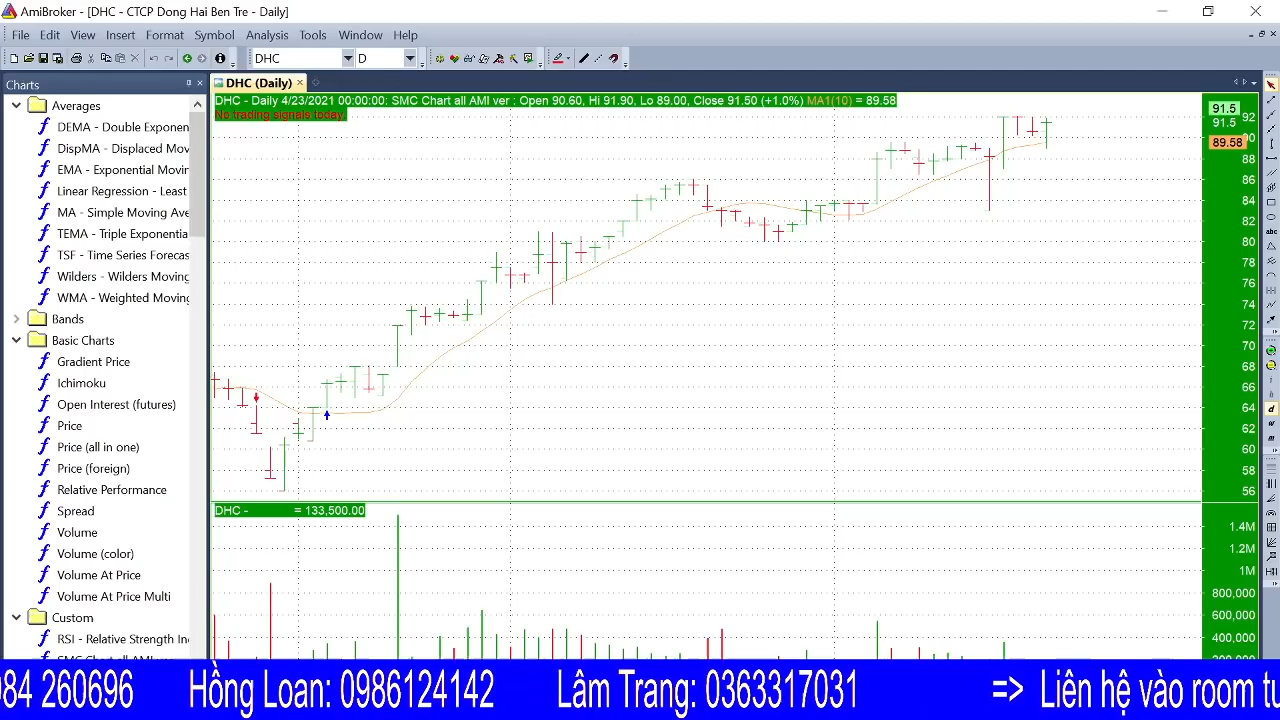 AmiBroker - [DHC - CTCP Dong Hai Ben Tre - Daily]
File Edit View Insert Format Symbol Analysis Tools Window Help
DHC D
Charts
DHC (Daily)
Averages
DEMA - Double Exponen
DispMA - Displaced Mov
EMA - Exponential Movin
Linear Regression - Least
MA - Simple Moving Ave
TEMA - Triple Exponentia
TSF - Time Series Forecas
Wilders - Wilders Moving
WMA - Weighted Moving
Bands
Basic Charts
Gradient Price
Ichimoku
Open Interest (futures)
Price
Price (all in one)
Price (foreign)
Relative Performance
Spread
Volume
Volume (color)
Volume At Price
Volume At Price Multi
Custom
RSI - Relative Strength In
DHC - Daily 4/23/2021 00:00:00: SMC Chart all AMI ver : Open 90.60, Hi 91.90, Lo 89.00, Close 91.50 (+1.0%) MA1(10) = 89.58
No trading signals today
91.5
91.5
92
89.58
88
86
84
82
80
78
76
74
72
70
68
66
64
62
60
58
56
DHC - = 133,500.00
1.4M
1.2M
1M
800,000
600,000
400,000
abc
084 260696 Hồng Loan: 0986124142 Lâm Trang: 0363317031 => Liên hệ vào room tu